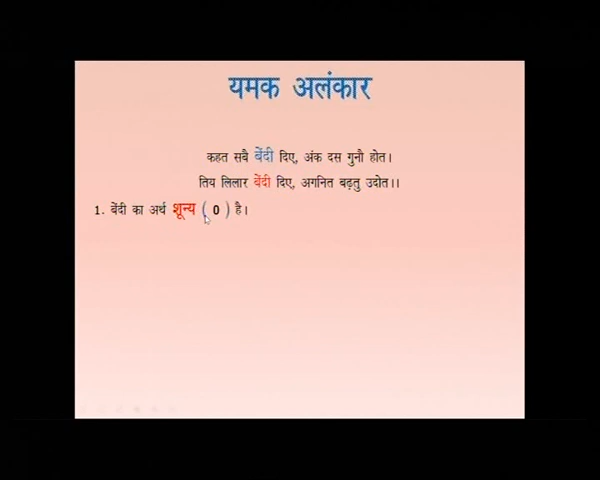 यमक अलंकार
कहत सबै बेंदी दिए, अंक दस गुनौ होत।
तिय लिलार बेंदी दिए, अगनित बढ़तु उदोत।।
1. बेंदी का अर्थ शून्य ( 0 ) है।